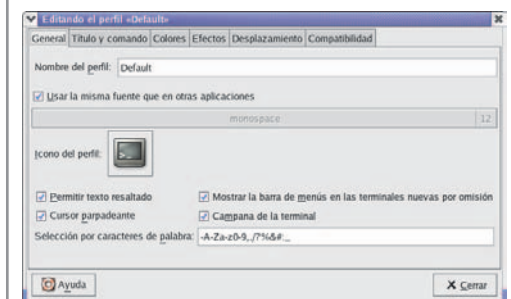 Editando el perfil «Default»
General Título y comando Colores Efectos Desplazamiento Compatibilidad
Nombre del perfil: Default
Usar la misma fuente que en otras aplicaciones
monospace 12
Icono del perfil:
Permitir texto resaltado Mostrar la barra de menús en las terminales nuevas por omisión
Cursor parpadeante Campana de la terminal
Selección por caracteres de palabra: -A-Za-z0-9,./?%&#:_
Ayuda Cerrar